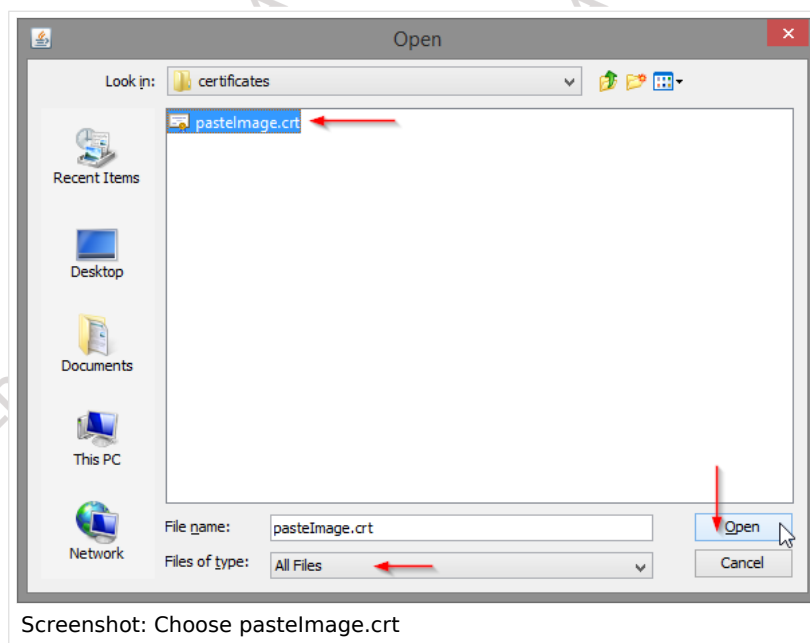 Open
Look in:
certificates
pasteImage.crt
Recent Items
Desktop
Documents
This PC
Network
File name:
pasteImage.crt
Open
Files of type:
All Files
Cancel
Screenshot: Choose pasteImage.crt